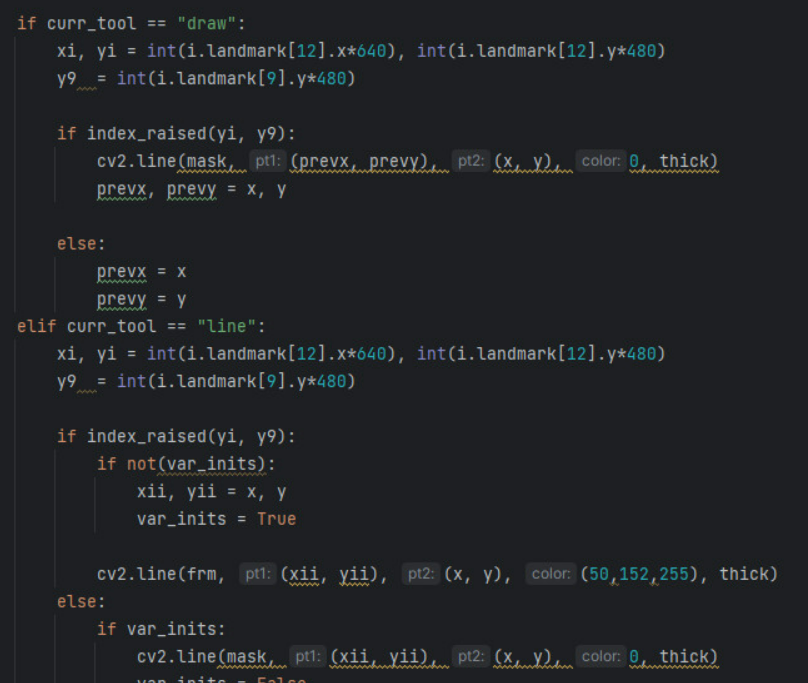 if curr_tool == "draw":
xi, yi = int(i.landmark[12].x*640), int(i.landmark[12].y*480)
y9  = int(i.landmark[9].y*480)
if index_raised(yi, y9):
cv2.line(mask, pt1: (prevx, prevy), pt2: (x, y), color: 0, thick)
prevx, prevy = x, y
else:
prevx = x
prevy = y
elif curr_tool == "line":
xi, yi = int(i.landmark[12].x*640), int(i.landmark[12].y*480)
y9  = int(i.landmark[9].y*480)
if index_raised(yi, y9):
if not(var_inits):
xii, yii = x, y
var_inits = True
cv2.line(frm, pt1: (xii, yii), pt2: (x, y), color: (50,152,255), thick)
else:
if var_inits:
cv2.line(mask, pt1: (xii, yii), pt2: (x, y), color: 0, thick)
var_inits = False